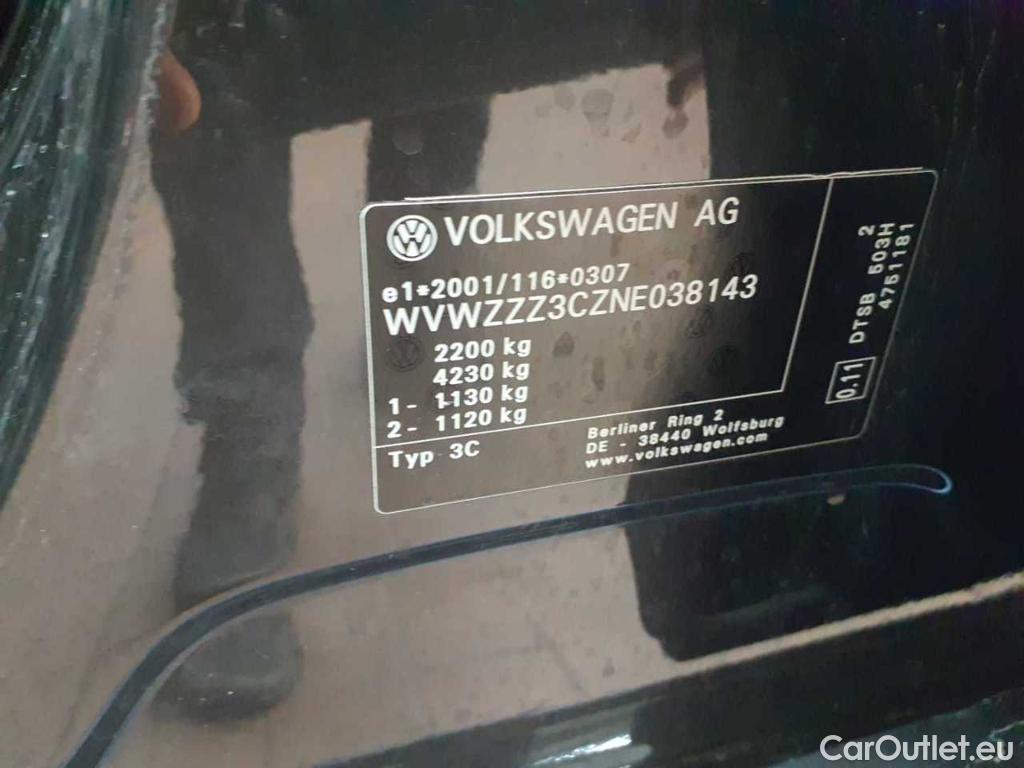 VOLKSWAGEN AG
e1*2001/116*0307
WVWZZZ3CZNE038143
2200 kg
4230 kg
1- 1130 kg
2- 1120 kg
Typ 3C
Berliner Ring 2
DE - 38440 Wolfsburg
www.volkswagen.com
0.11 DTSB 503H 2
4751181
CarOutlet.eu